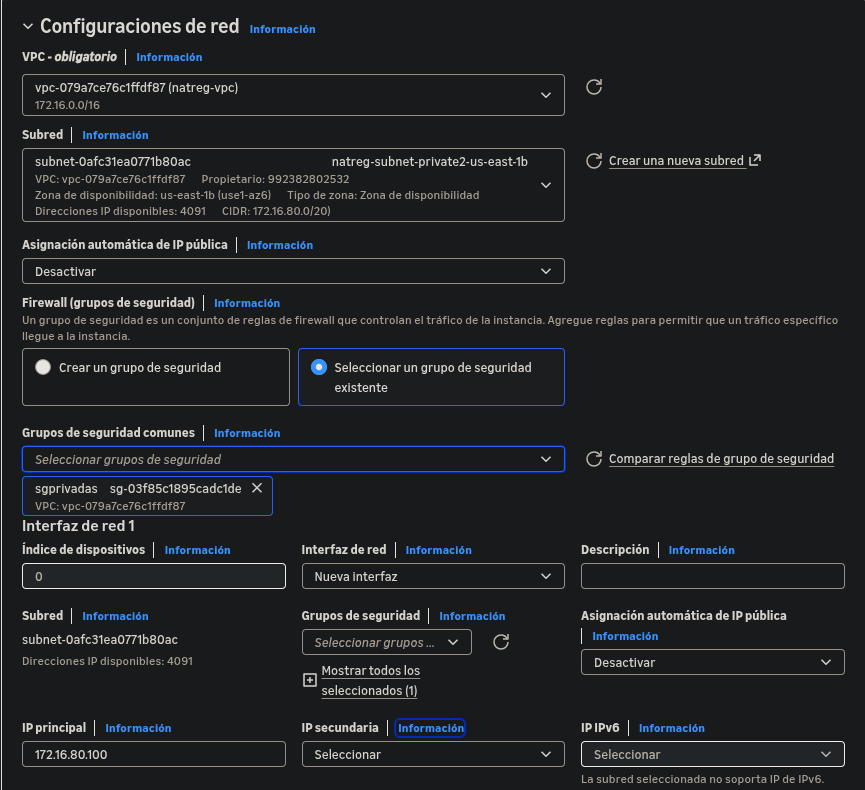 Configuraciones de red Información
VPC - obligatorio Información
vpc-079a7ce76c1ffdf87 (natreg-vpc)
172.16.0.0/16
Subred Información
subnet-0afc31ea0771b80ac natreg-subnet-private2-us-east-1b
VPC: vpc-079a7ce76c1ffdf87 Propietario: 992382802532
Zona de disponibilidad: us-east-1b (use1-az6) Tipo de zona: Zona de disponibilidad
Direcciones IP disponibles: 4091 CIDR: 172.16.80.0/20)
Crear una nueva subred
Asignación automática de IP pública Información
Desactivar
Firewall (grupos de seguridad) Información
Un grupo de seguridad es un conjunto de reglas de firewall que controlan el tráfico de la instancia. Agregue reglas para permitir que un tráfico específico
llegue a la instancia.
Crear un grupo de seguridad
Seleccionar un grupo de seguridad
existente
Grupos de seguridad comunes Información
Seleccionar grupos de seguridad
Comparar reglas de grupo de seguridad
sgprivadas sg-03f85c1895cadc1de
VPC: vpc-079a7ce76c1ffdf87
Interfaz de red 1
Índice de dispositivos Información
0
Interfaz de red Información
Nueva interfaz
Descripción Información
Subred Información
subnet-0afc31ea0771b80ac
Direcciones IP disponibles: 4091
Grupos de seguridad Información
Seleccionar grupos ...
Mostrar todos los
seleccionados (1)
Asignación automática de IP pública
Información
Desactivar
IP principal Información
172.16.80.100
IP secundaria Información
Seleccionar
IP IPv6 Información
Seleccionar
La subred seleccionada no soporta IP de IPv6.